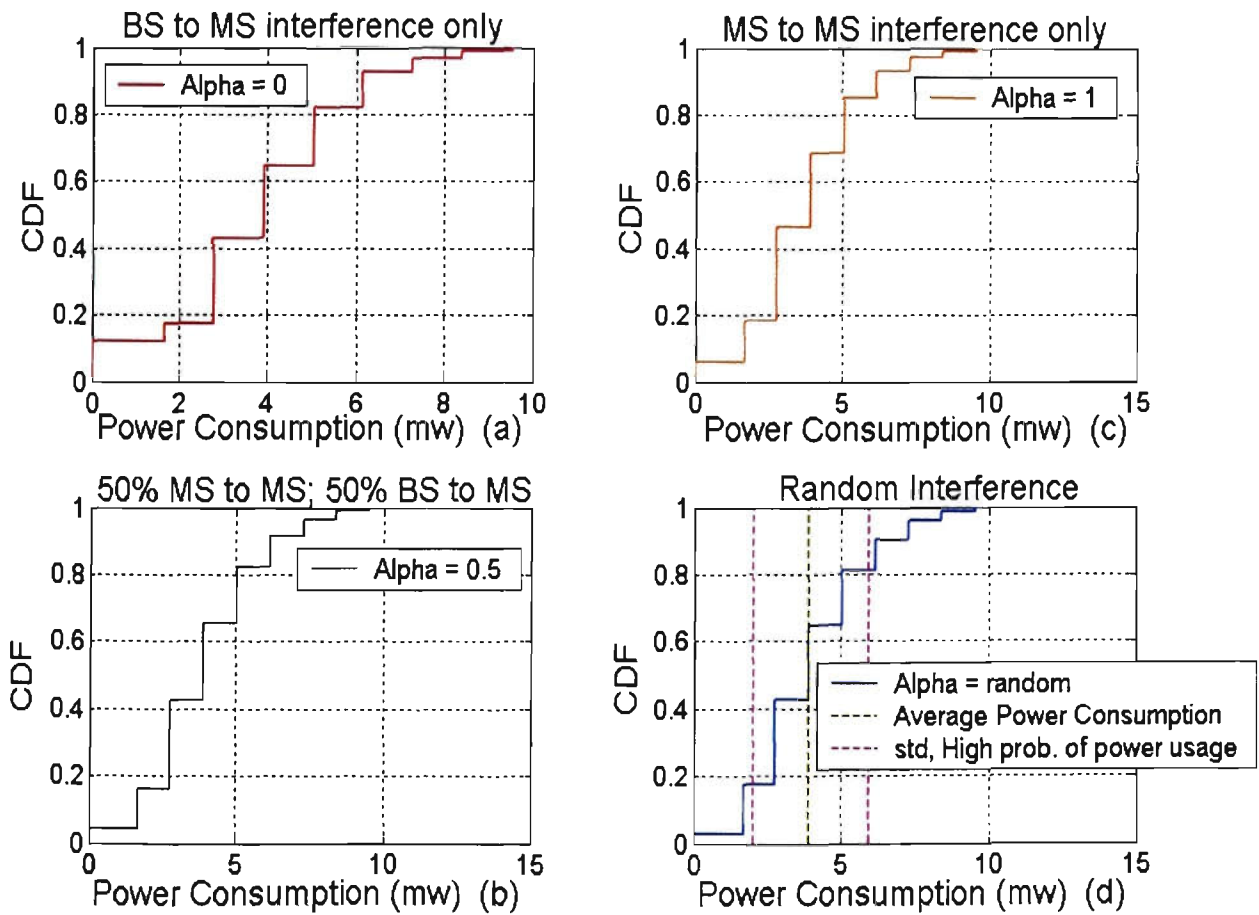 BS to MS interference only
1
0.8
0.6
0.4
0.2
0
CDF
Alpha = 0
0 2 4 6 8 10
Power Consumption (mw) (a)
MS to MS interference only
1
0.8
0.6
0.4
0.2
0
CDF
Alpha = 1
0 5 10 15
Power Consumption (mw) (c)
50% MS to MS; 50% BS to MS
1
0.8
0.6
0.4
0.2
0
CDF
Alpha = 0.5
0 5 10 15
Power Consumption (mw) (b)
Random Interference
1
0.8
0.6
0.4
0.2
0
CDF
Alpha = random
Average Power Consumption
std, High prob. of power usage
0 5 10 15
Power Consumption (mw) (d)